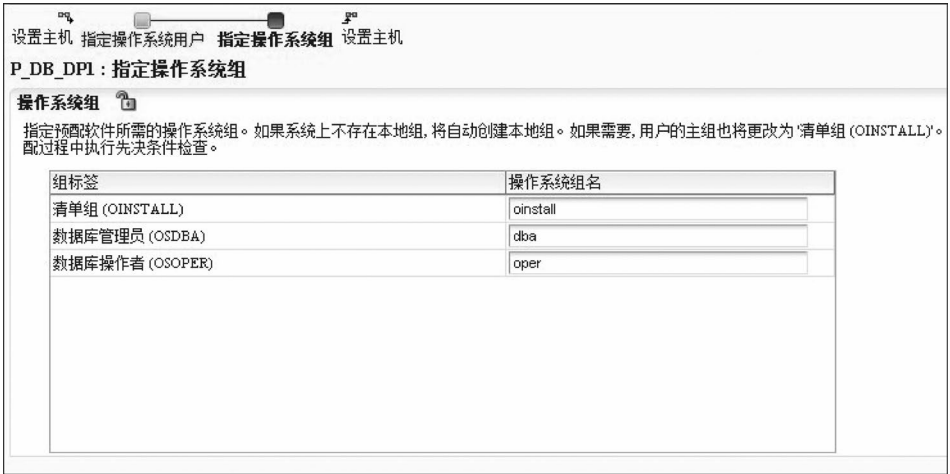 设置主机 指定操作系统用户 指定操作系统组 设置主机
P_DB_DP1 : 指定操作系统组
操作系统组
指定预配软件所需的操作系统组。如果系统上不存在本地组, 将自动创建本地组。如果需要, 用户的主组也将更改为 '清单组 (OINSTALL)'。
配过程中执行先决条件检查。
组标签 操作系统组名
清单组 (OINSTALL) oinstall
数据库管理员 (OSDBA) dba
数据库操作者 (OSOPER) oper